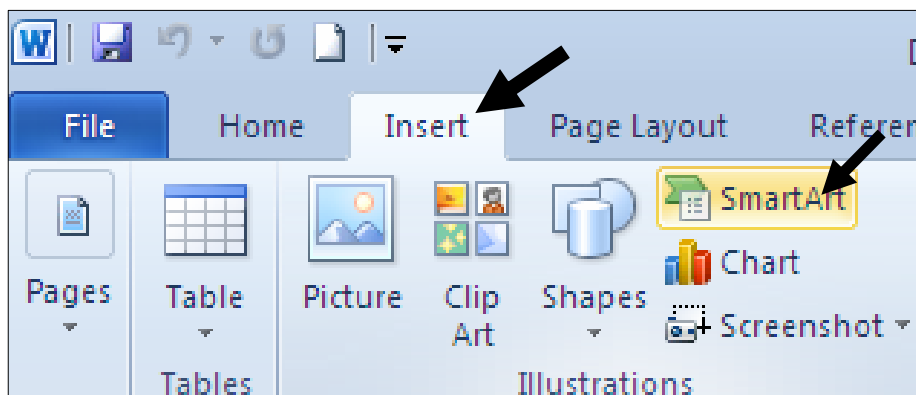 W
File Home Insert Page Layout
SmartArt
Chart
Pages Table Picture Clip Art Shapes
Screenshot
Tables Illustrations